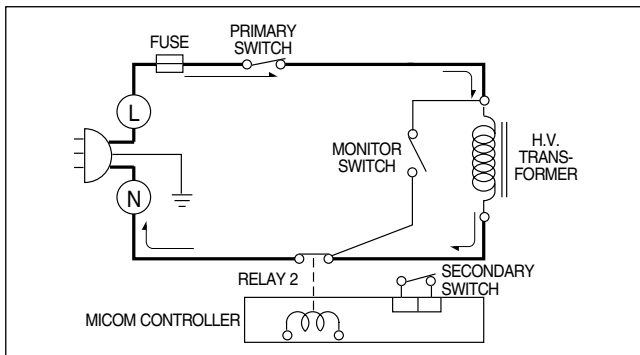 FUSE
PRIMARY
SWITCH
L
N
MONITOR
SWITCH
H.V.
TRANS-
FORMER
RELAY 2
SECONDARY
SWITCH
MICOM CONTROLLER